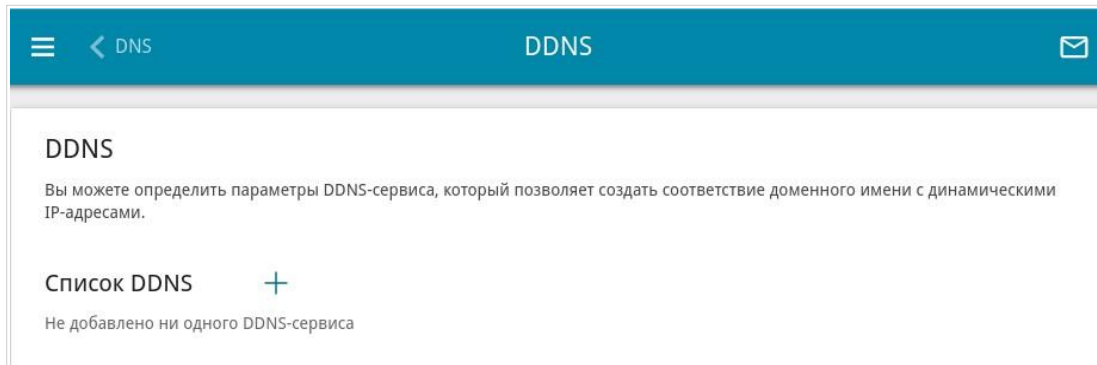 DNS
DDNS
DDNS
Вы можете определить параметры DDNS-сервиса, который позволяет создать соответствие доменного имени с динамическими
IP-адресами.
Список DDNS
Не добавлено ни одного DDNS-сервиса